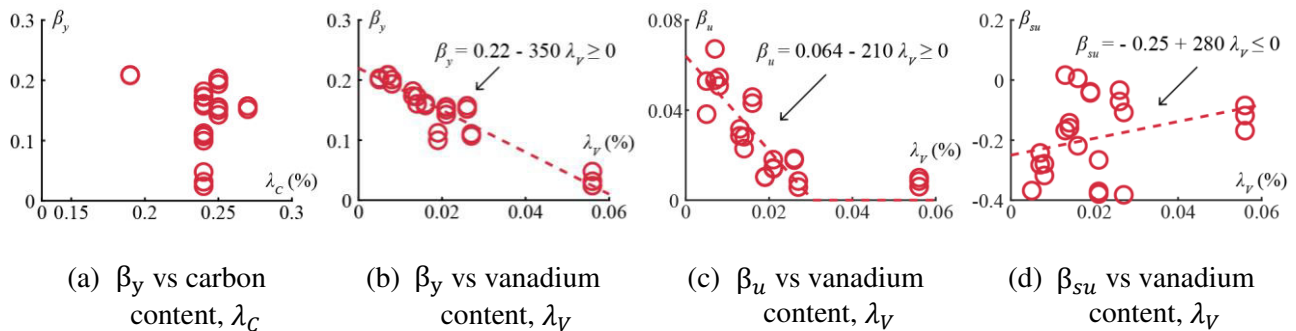 0.3
β_y
0.2
0.1
0
λ_C (%)
0.1 0.15 0.2 0.25 0.3
0.3
β_y
β_y = 0.22 - 350 λ_V ≥ 0
0.2
0.1
λ_V (%)
0
0 0.02 0.04 0.06
0.08
β_u
β_u = 0.064 - 210 λ_V ≥ 0
0.04
λ_V (%)
0
0 0.02 0.04 0.06
0.2
β_su
β_su = - 0.25 + 280 λ_V ≤ 0
0
-0.2
λ_V (%)
-0.4
0 0.02 0.04 0.06
(a) β_y vs carbon
content, λ_C
(b) β_y vs vanadium
content, λ_V
(c) β_u vs vanadium
content, λ_V
(d) β_su vs vanadium
content, λ_V